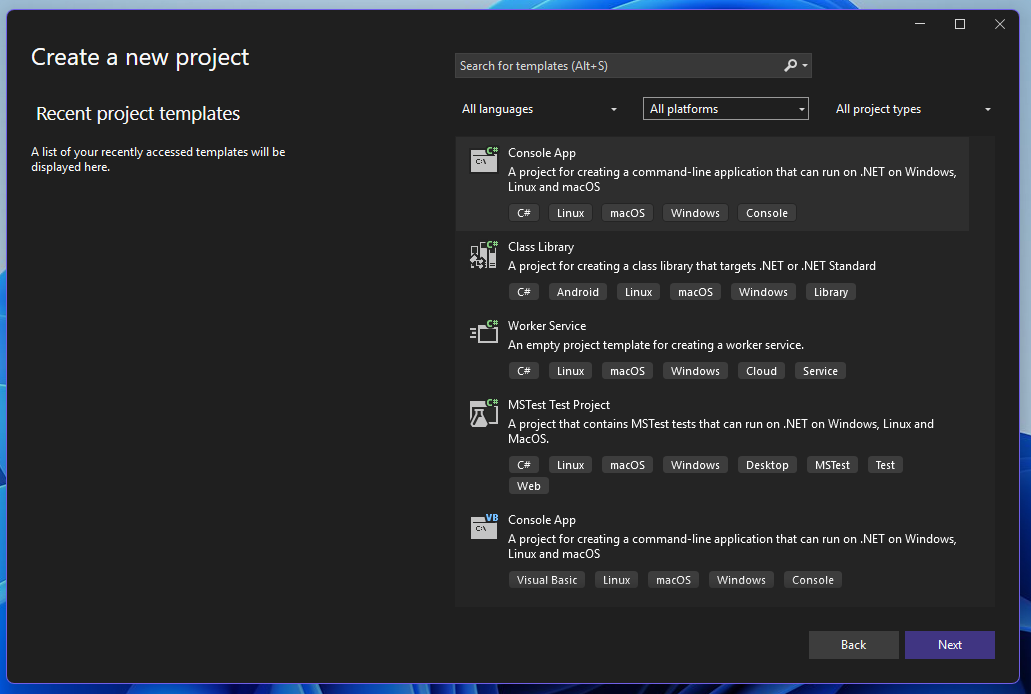 Create a new project
Search for templates (Alt+S)
Recent project templates
All languages
All platforms
All project types
A list of your recently accessed templates will be
displayed here.
C#
C:\
Console App
A project for creating a command-line application that can run on .NET on Windows,
Linux and macOS
C# Linux macOS Windows Console
C#
Class Library
A project for creating a class library that targets .NET or .NET Standard
C# Android Linux macOS Windows Library
C#
Worker Service
An empty project template for creating a worker service.
C# Linux macOS Windows Cloud Service
C#
MSTest Test Project
A project that contains MSTest tests that can run on .NET on Windows, Linux and
MacOS.
C# Linux macOS Windows Desktop MSTest Test
Web
VB
C:\
Console App
A project for creating a command-line application that can run on .NET on Windows,
Linux and macOS
Visual Basic Linux macOS Windows Console
Back
Next